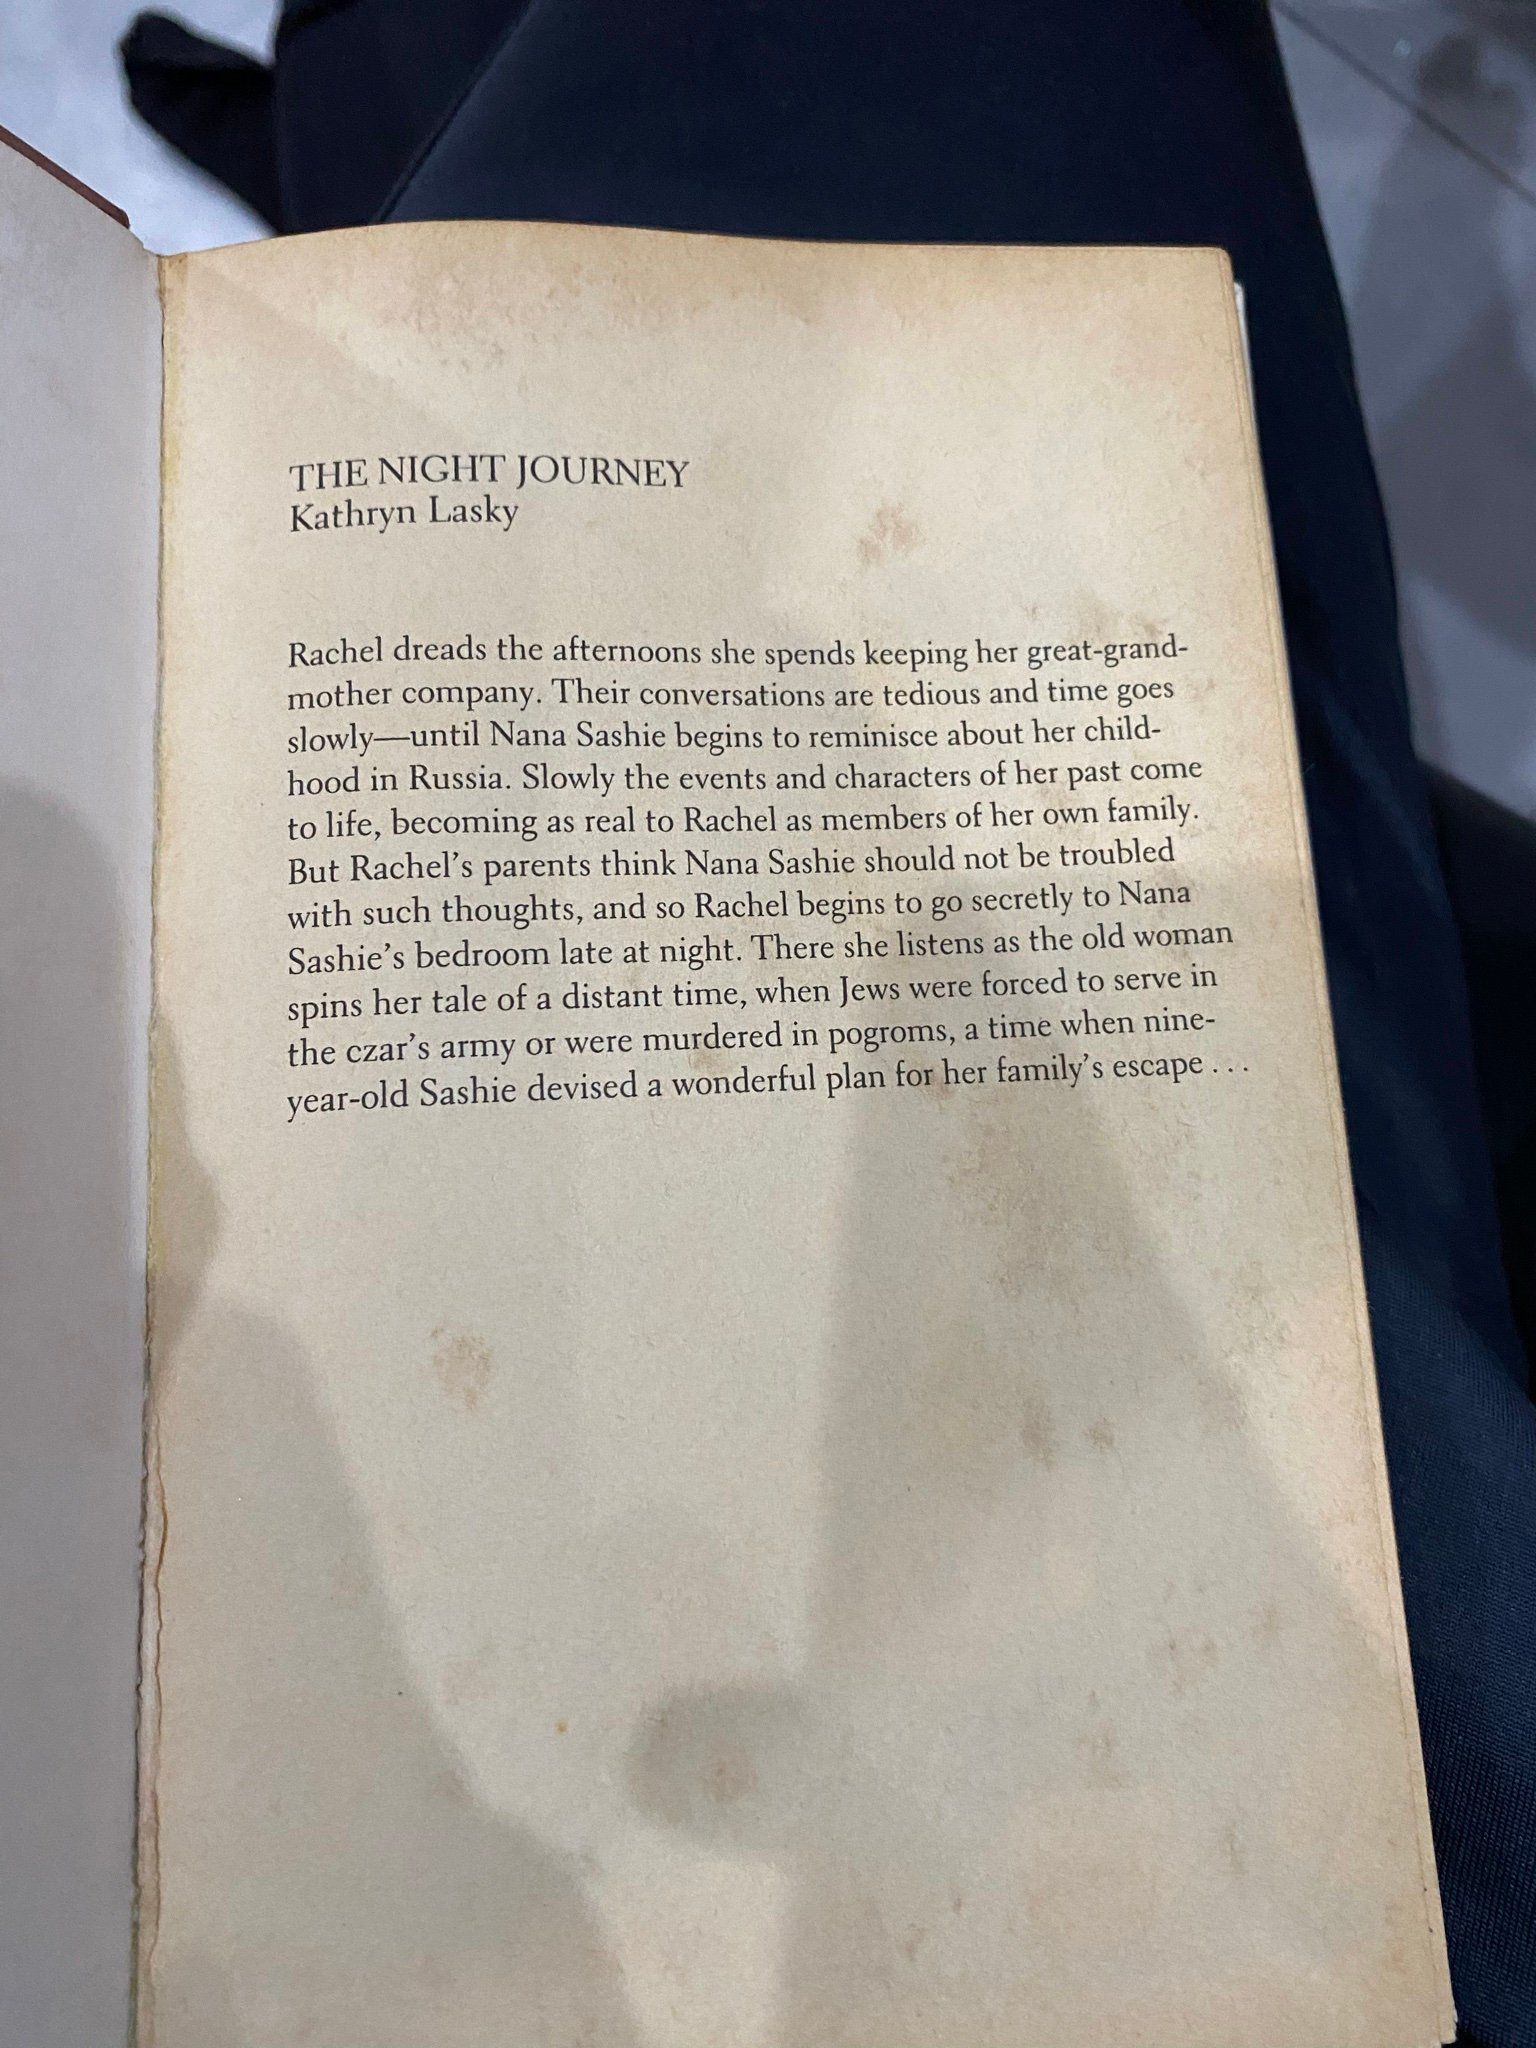 THE NIGHT JOURNEY
Kathryn Lasky
Rachel dreads the afternoons she spends keeping her great-grand-
mother company. Their conversations are tedious and time goes
slowly—until Nana Sashie begins to reminisce about her child-
hood in Russia. Slowly the events and characters of her past come
to life, becoming as real to Rachel as members of her own family.
But Rachel's parents think Nana Sashie should not be troubled
with such thoughts, and so Rachel begins to go secretly to Nana
Sashie's bedroom late at night. There she listens as the old woman
spins her tale of a distant time, when Jews were forced to serve in
the czar's army or were murdered in pogroms, a time when nine-
year-old Sashie devised a wonderful plan for her family's escape . . .